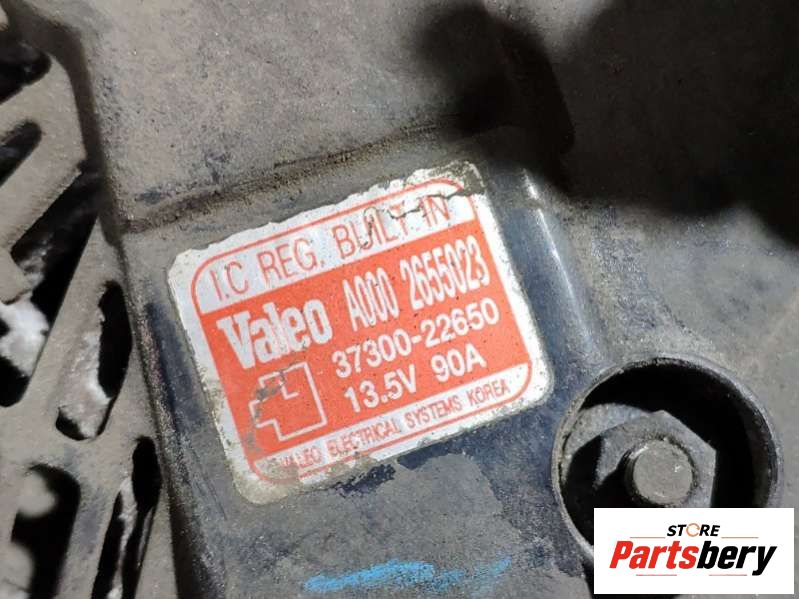 I.C REG. BUILT-IN
Valeo A000 2655023
37300-22650
13.5V 90A
VALEO ELECTRICAL SYSTEMS KOREA
STORE
Partsbery